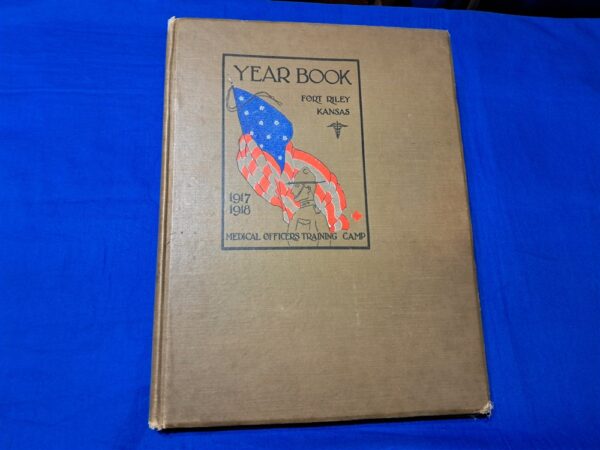 YEAR BOOK
FORT RILEY
KANSAS
1917
1918
MEDICAL OFFICERS TRAINING CAMP